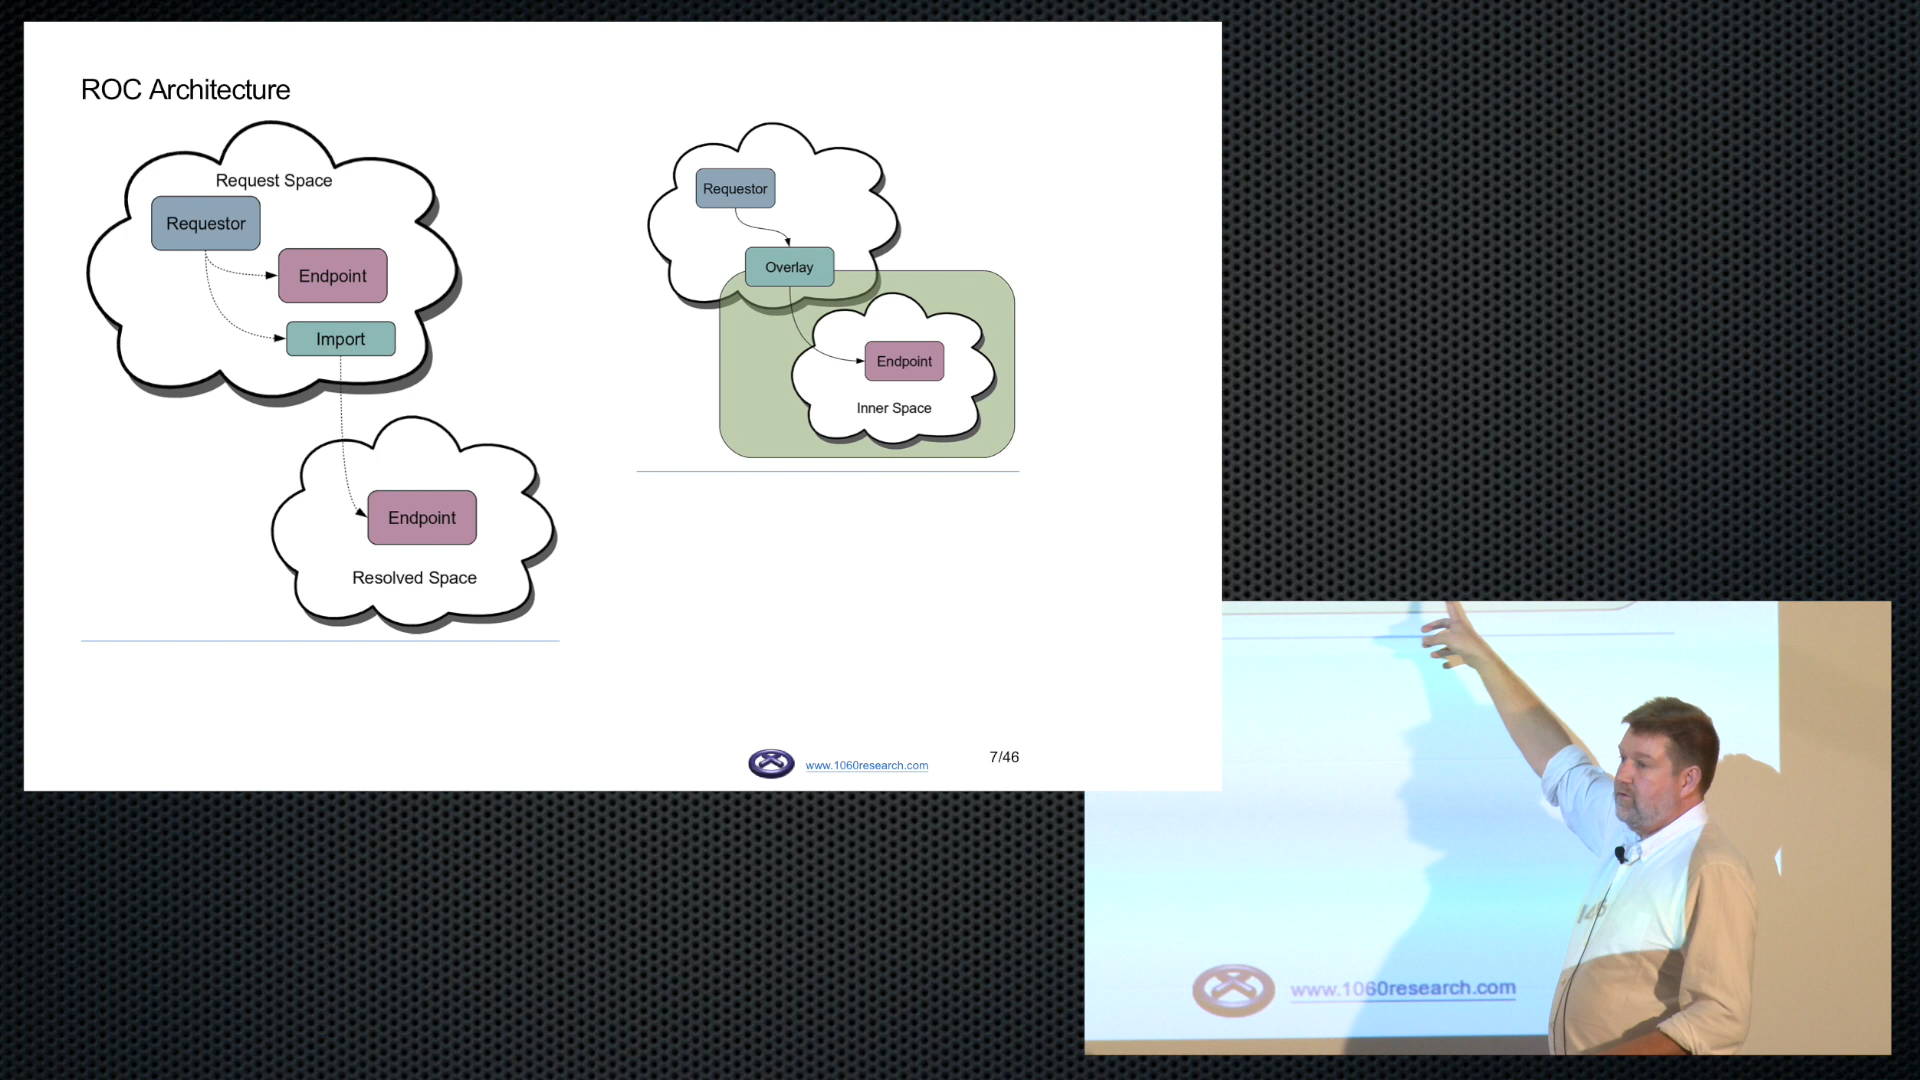 ROC Architecture
Request Space
Requestor
Endpoint
Import
Endpoint
Resolved Space
Requestor
Overlay
Endpoint
Inner Space
www.1060research.com
7/46
www.1060research.com